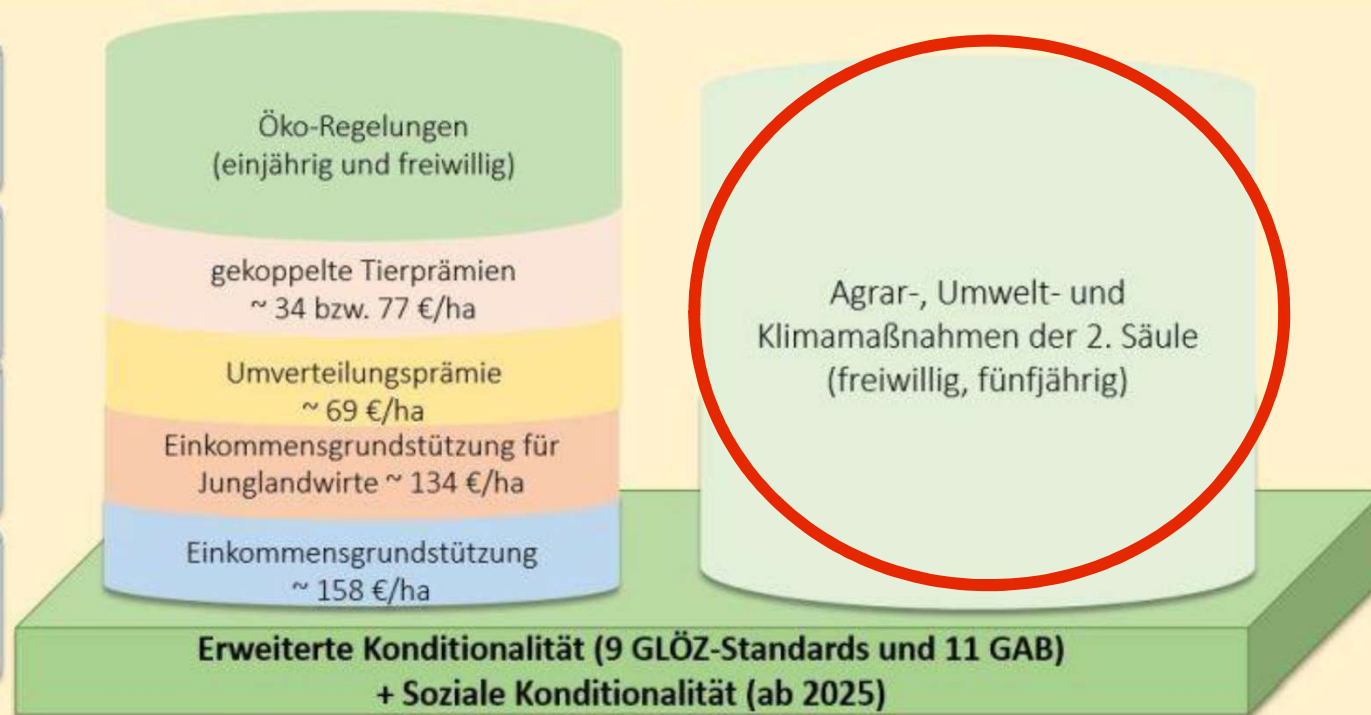 Öko-Regelungen
(einjährig und freiwillig)
gekoppelte Tierprämien
~ 34 bzw. 77 €/ha
Umverteilungsprämie
~ 69 €/ha
Einkommensgrundstützung für
Junglandwirte ~ 134 €/ha
Einkommensgrundstützung
~ 158 €/ha
Agrar-, Umwelt- und
Klimamaßnahmen der 2. Säule
(freiwillig, fünfjährig)
Erweiterte Konditionalität (9 GLÖZ-Standards und 11 GAB)
+ Soziale Konditionalität (ab 2025)